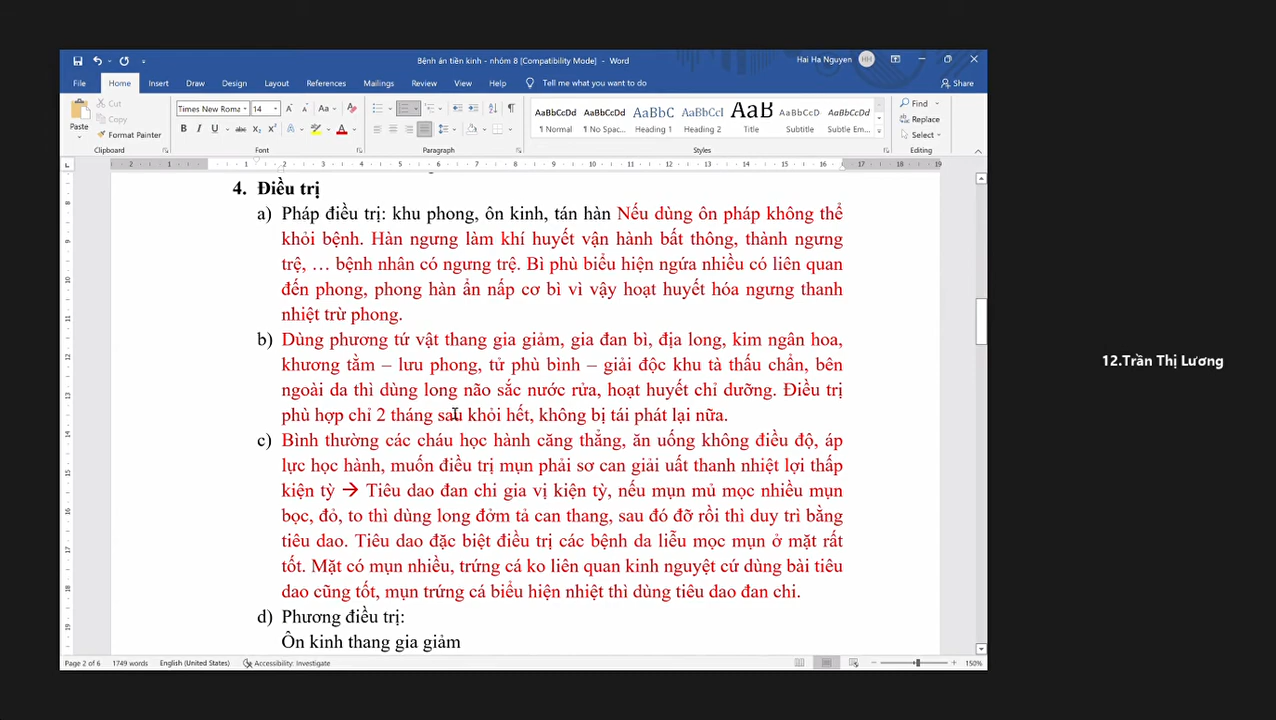 Bệnh án tiền kinh - nhóm 8 [Compatibility Mode] - Word
Hai Ha Nguyen
HH
File Home Insert Draw Design Layout References Mailings Review View Help Tell me what you want to do
Share
Paste
Cut
Copy
Format Painter
Clipboard
Times New Roma 14
Font
Paragraph
AaBbCcDd AaBbCcDd AaBbC AaBbCcI AaB AaBbCcD AaBbCcDd
¶ Normal ¶ No Spac... Heading 1 Heading 2 Title Subtitle Subtle Em...
Styles
Find
Replace
Select
Editing
4. Điều trị
a) Pháp điều trị: khu phong, ôn kinh, tán hàn Nếu dùng ôn pháp không thể
khỏi bệnh. Hàn ngưng làm khí huyết vận hành bất thông, thành ngưng
trệ, … bệnh nhân có ngưng trệ. Bì phù biểu hiện ngứa nhiều có liên quan
đến phong, phong hàn ẩn nấp cơ bì vì vậy hoạt huyết hóa ngưng thanh
nhiệt trừ phong.
b) Dùng phương tứ vật thang gia giảm, gia đan bì, địa long, kim ngân hoa,
khương tằm – lưu phong, tử phù bình – giải độc khu tà thấu chẩn, bên
ngoài da thì dùng long não sắc nước rửa, hoạt huyết chỉ dưỡng. Điều trị
phù hợp chỉ 2 tháng sau khỏi hết, không bị tái phát lại nữa.
c) Bình thường các cháu học hành căng thẳng, ăn uống không điều độ, áp
lực học hành, muốn điều trị mụn phải sơ can giải uất thanh nhiệt lợi thấp
kiện tỳ → Tiêu dao đan chi gia vị kiện tỳ, nếu mụn mủ mọc nhiều mụn
bọc, đỏ, to thì dùng long đởm tả can thang, sau đó đỡ rồi thì duy trì bằng
tiêu dao. Tiêu dao đặc biệt điều trị các bệnh da liễu mọc mụn ở mặt rất
tốt. Mặt có mụn nhiều, trứng cá ko liên quan kinh nguyệt cứ dùng bài tiêu
dao cũng tốt, mụn trứng cá biểu hiện nhiệt thì dùng tiêu dao đan chi.
d) Phương điều trị:
Ôn kinh thang gia giảm
Page 2 of 6 1749 words English (United States) Accessibility: Investigate 150%
12.Trần Thị Lương